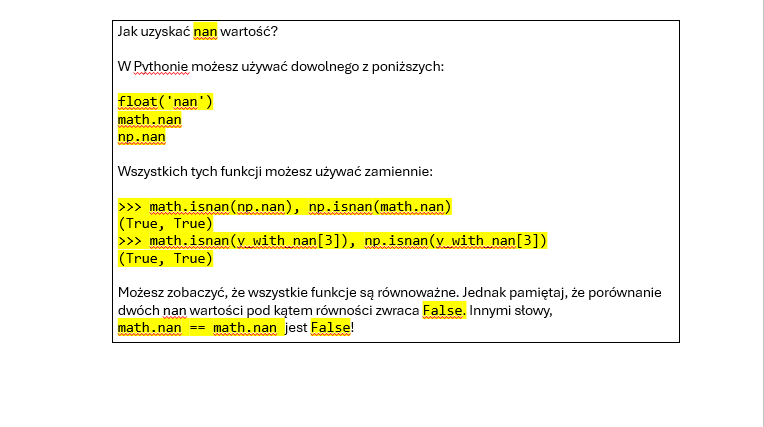 Jak uzyskać nan wartość?
W Pythonie możesz używać dowolnego z poniższych:
float('nan')
math.nan
np.nan
Wszystkich tych funkcji możesz używać zamiennie:
>>> math.isnan(np.nan), np.isnan(math.nan)
(True, True)
>>> math.isnan(y_with_nan[3]), np.isnan(y_with_nan[3])
(True, True)
Możesz zobaczyć, że wszystkie funkcje są równoważne. Jednak pamiętaj, że porównanie
dwóch nan wartości pod kątem równości zwraca False. Innymi słowy,
math.nan == math.nan jest False!